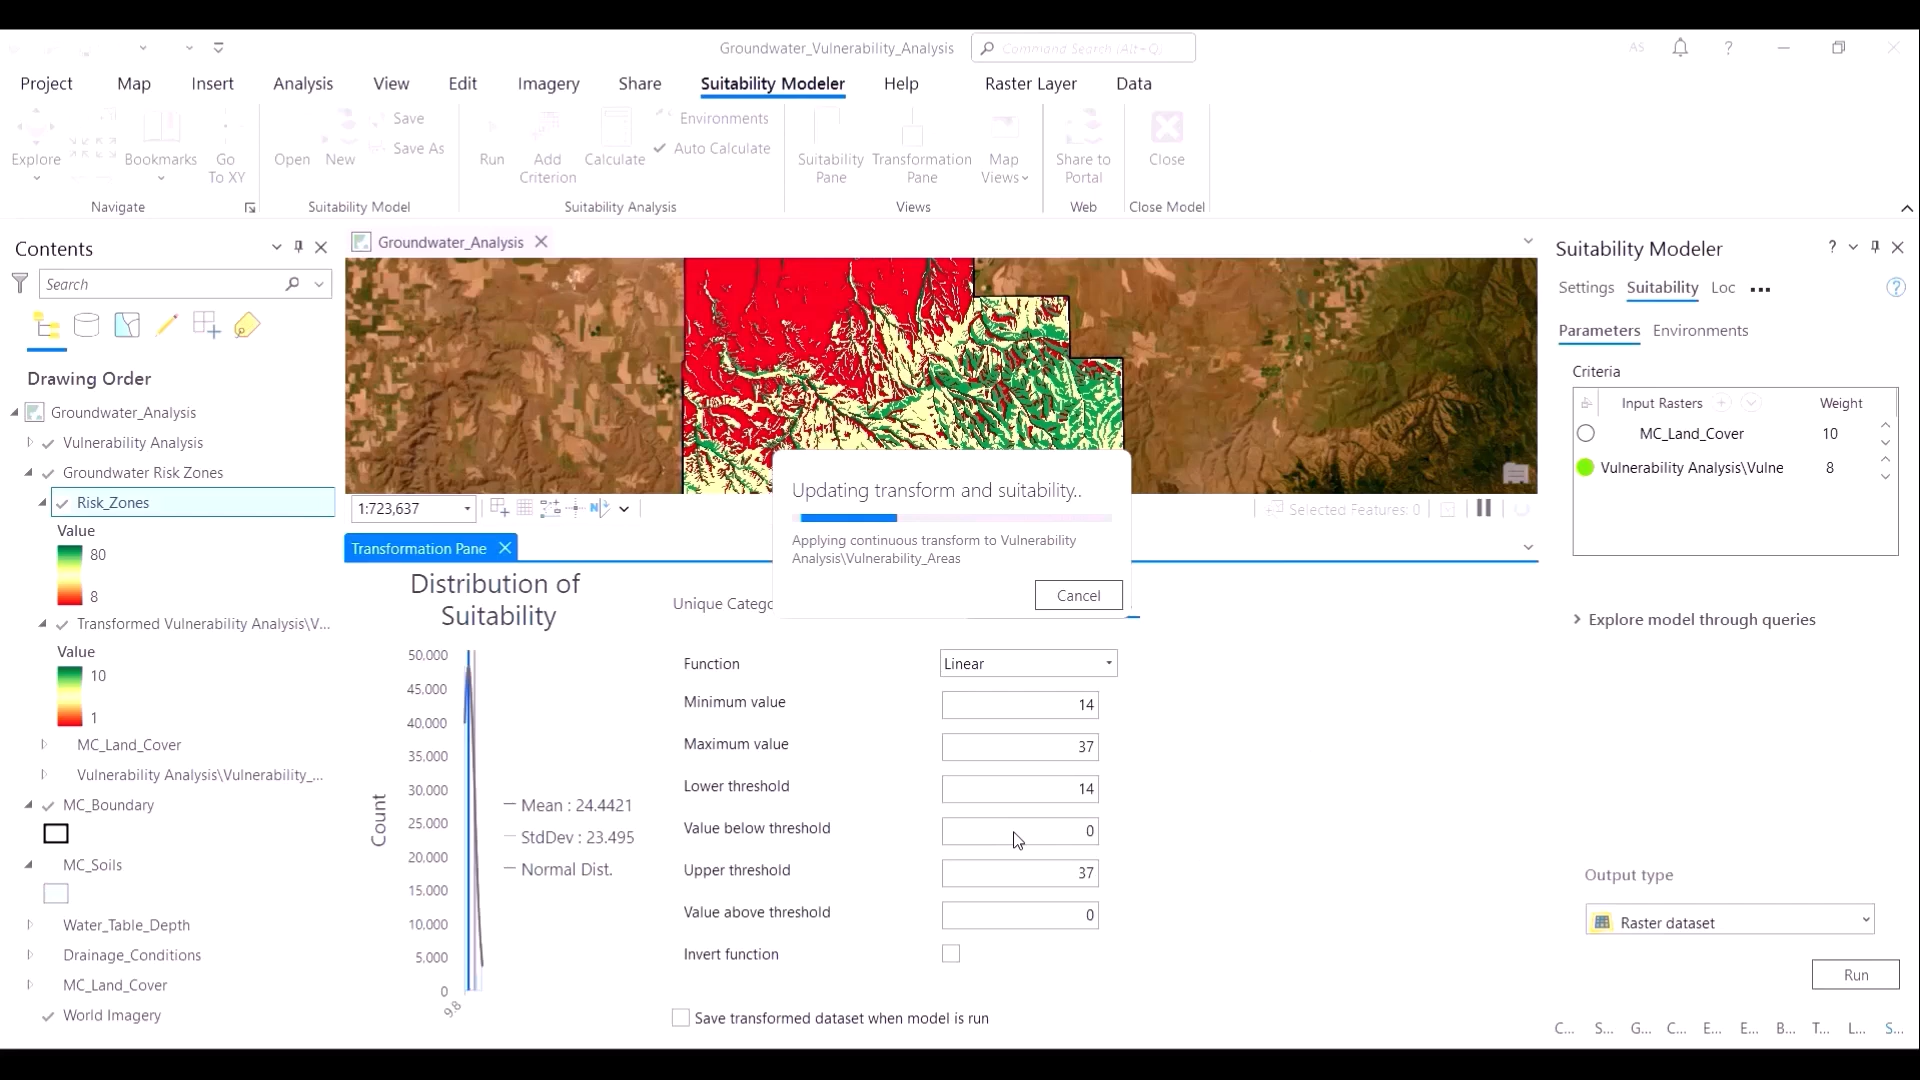 Groundwater_Vulnerability_Analysis
Command Search (Alt+Q)
AS
Project Map Insert Analysis View Edit Imagery Share Suitability Modeler Help Raster Layer Data
Explore
Bookmarks
Go To XY
Navigate
Open
New
Save
Save As
Suitability Model
Run
Add Criterion
Calculate
Environments
Auto Calculate
Suitability Analysis
Suitability Pane
Transformation Pane
Map Views
Views
Share to Portal
Web
Close
Close Model
Contents
Search
Drawing Order
Groundwater_Analysis
Vulnerability Analysis
Groundwater Risk Zones
Risk_Zones
Value
80
8
Transformed Vulnerability Analysis\V...
Value
10
1
MC_Land_Cover
Vulnerability Analysis\Vulnerability_...
MC_Boundary
MC_Soils
Water_Table_Depth
Drainage_Conditions
MC_Land_Cover
World Imagery
Groundwater_Analysis
1:723,637
Selected Features: 0
Updating transform and suitability..
Applying continuous transform to Vulnerability
Analysis\Vulnerability_Areas
Cancel
Transformation Pane
Distribution of
Suitability
Count
50,000
45,000
40,000
35,000
30,000
25,000
20,000
15,000
10,000
5,000
0
9.8
Mean : 24.4421
StdDev : 23.495
Normal Dist.
Unique Catego
Function Linear
Minimum value 14
Maximum value 37
Lower threshold 14
Value below threshold 0
Upper threshold 37
Value above threshold 0
Invert function
Save transformed dataset when model is run
Suitability Modeler
Settings Suitability Loc ...
Parameters Environments
Criteria
Input Rasters Weight
MC_Land_Cover 10
Vulnerability Analysis\Vulne 8
Explore model through queries
Output type
Raster dataset
Run
C... S... G... C... E... E... B... T... L... S...